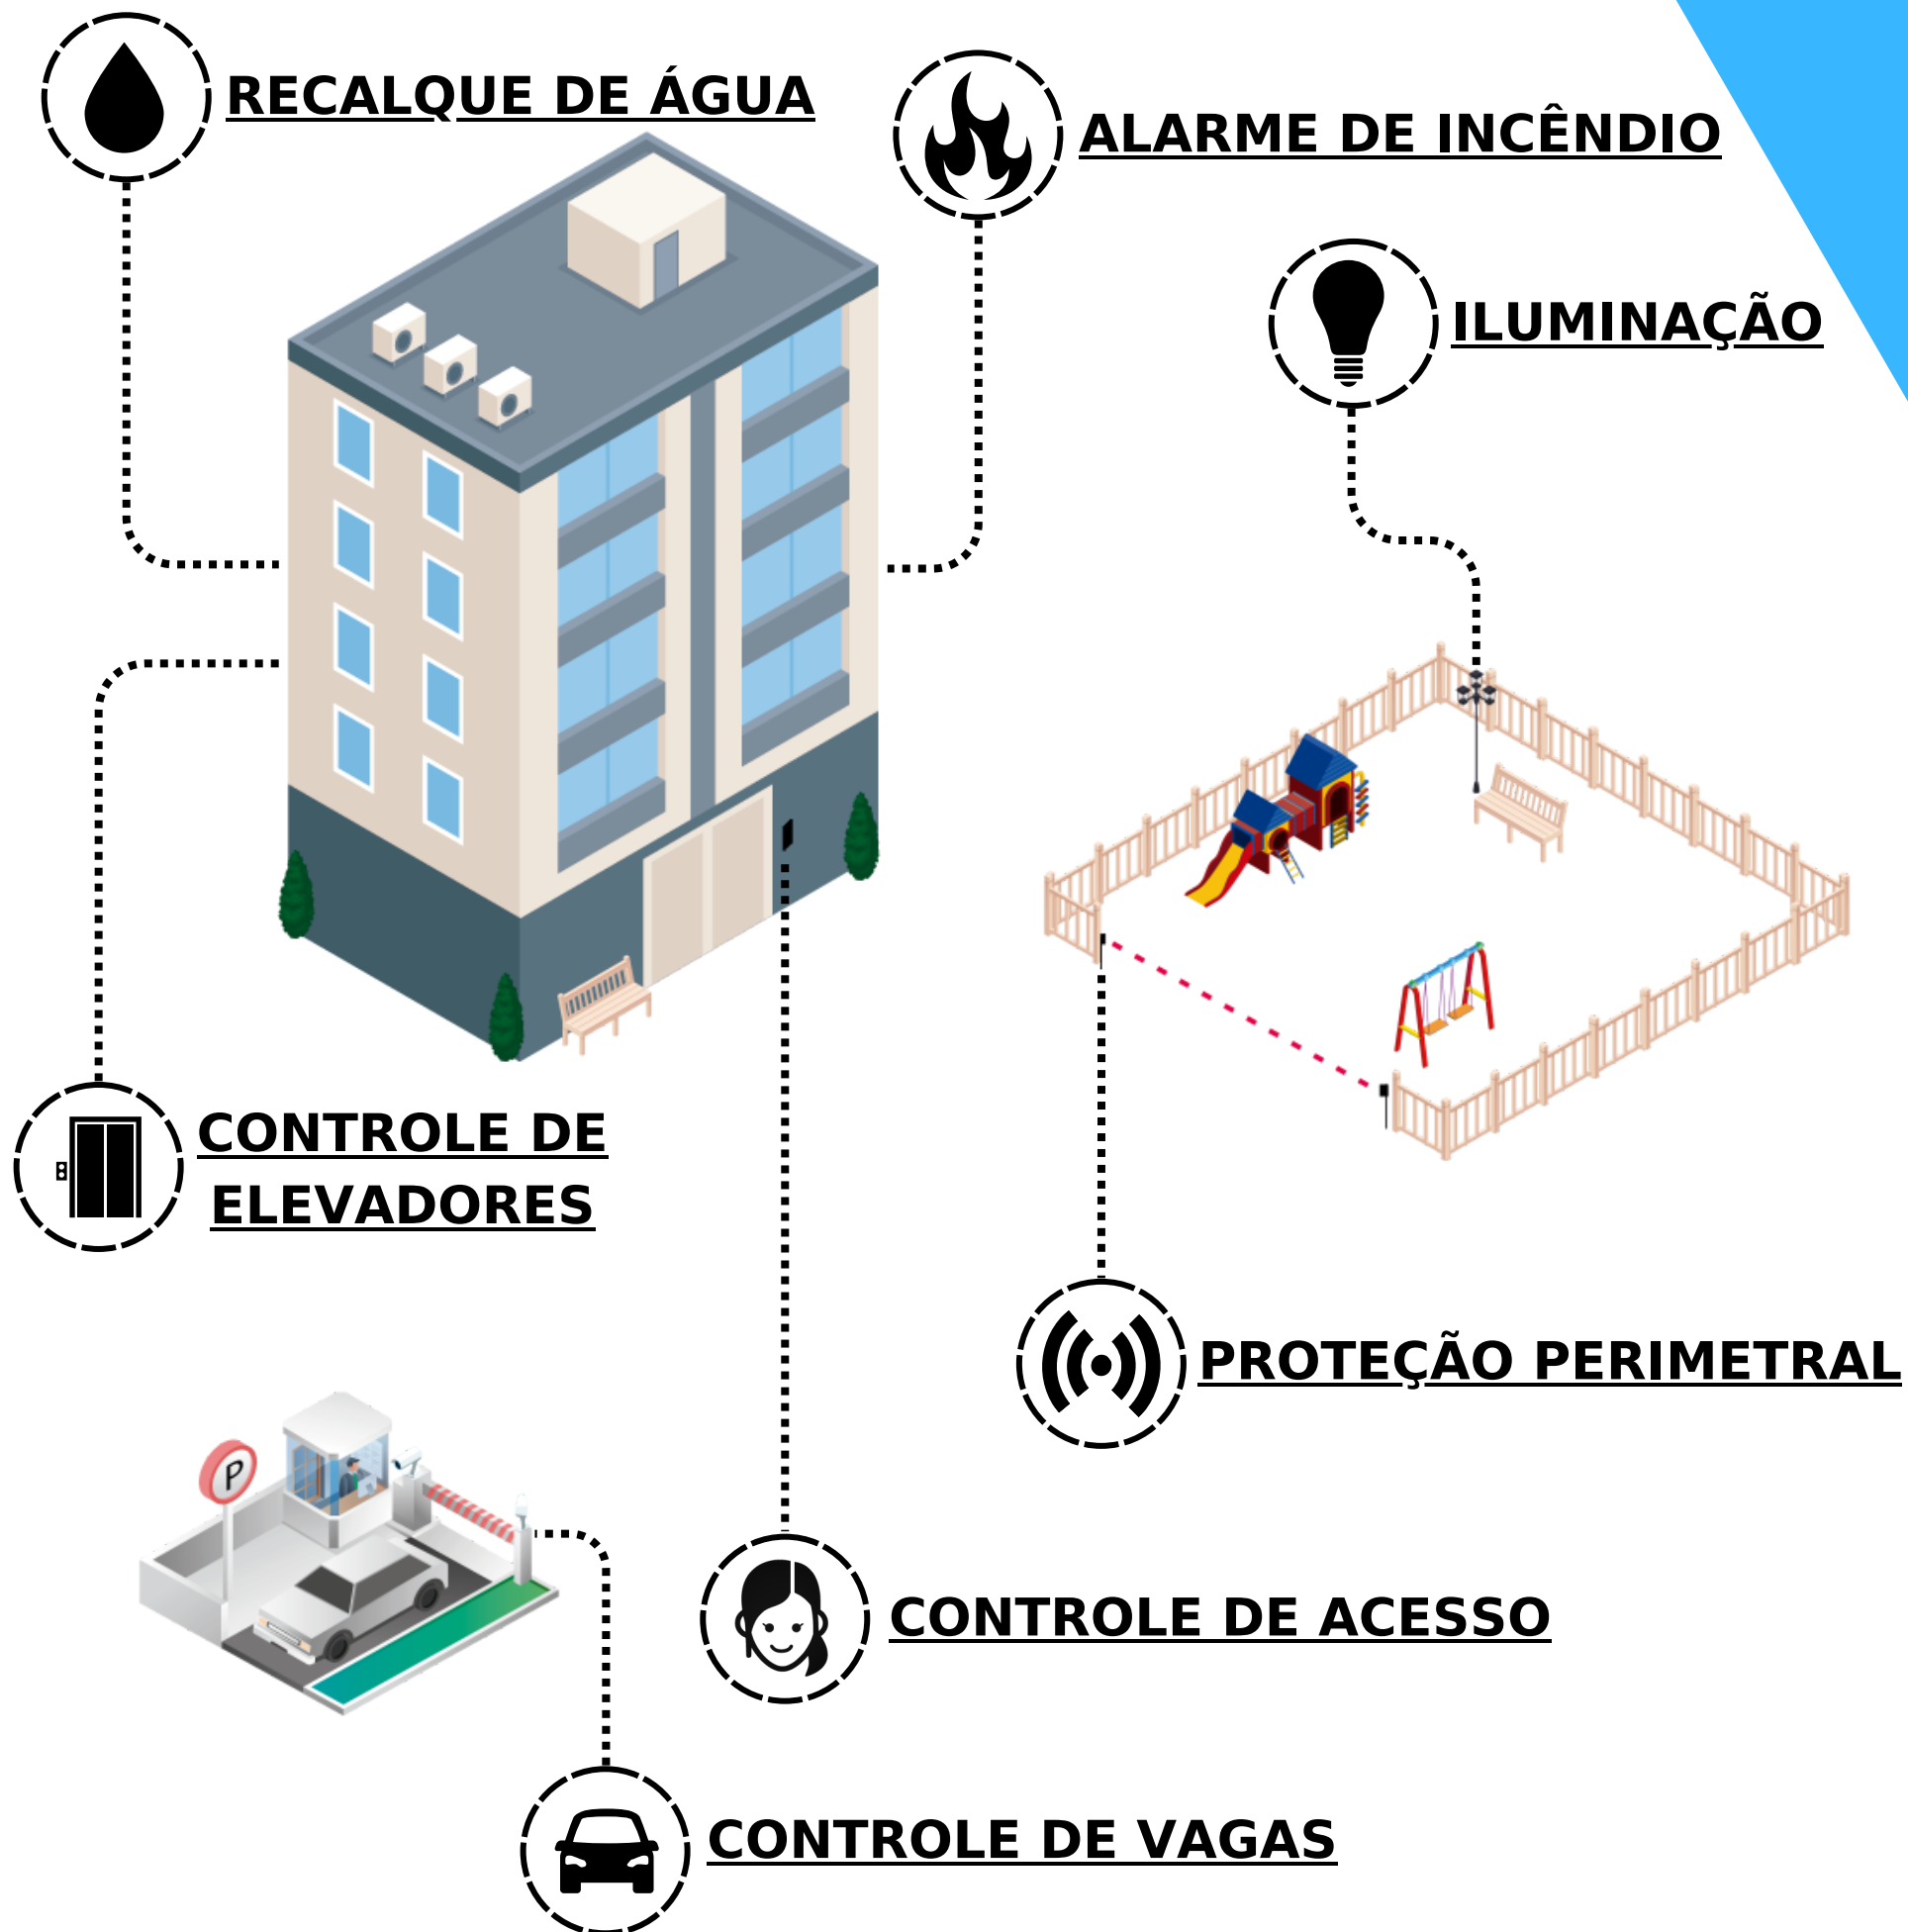 RECALQUE DE ÁGUA
ALARME DE INCÊNDIO
ILUMINAÇÃO
CONTROLE DE
ELEVADORES
PROTEÇÃO PERIMETRAL
P
CONTROLE DE ACESSO
CONTROLE DE VAGAS